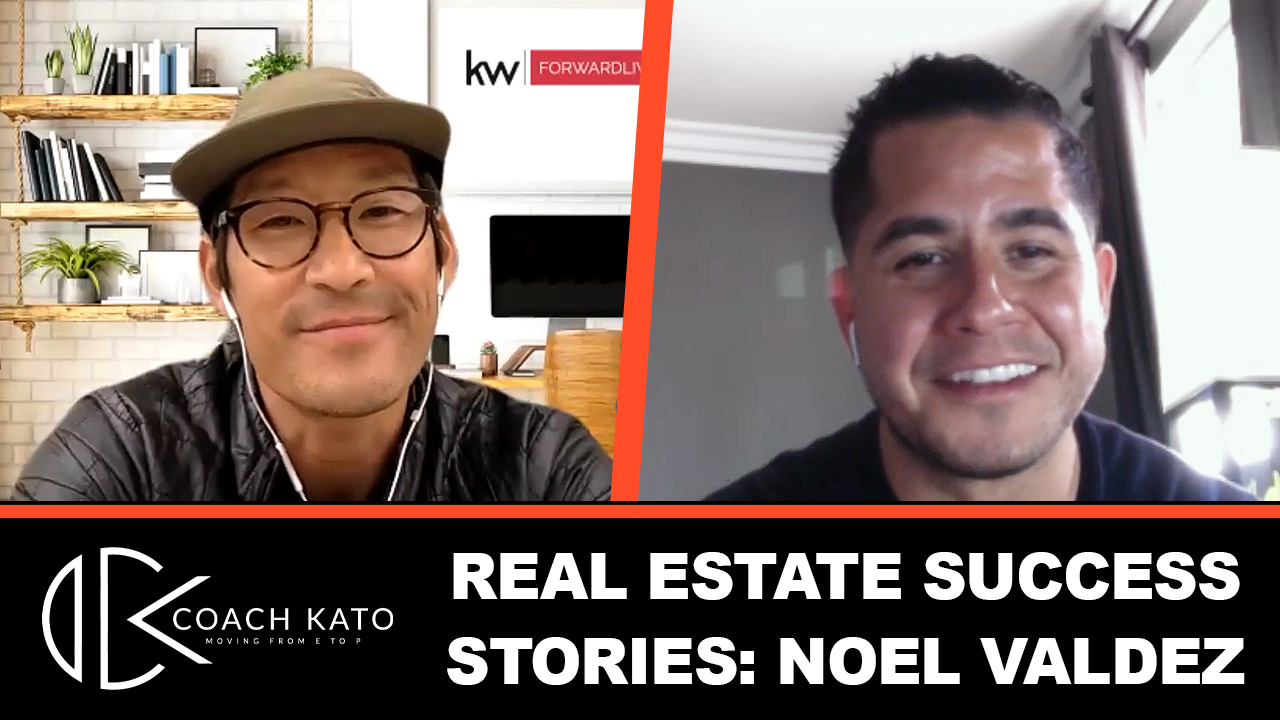 kw FORWARDLIV
COACH KATO
MOVING FROM E TO P
REAL ESTATE SUCCESS
STORIES: NOEL VALDEZ